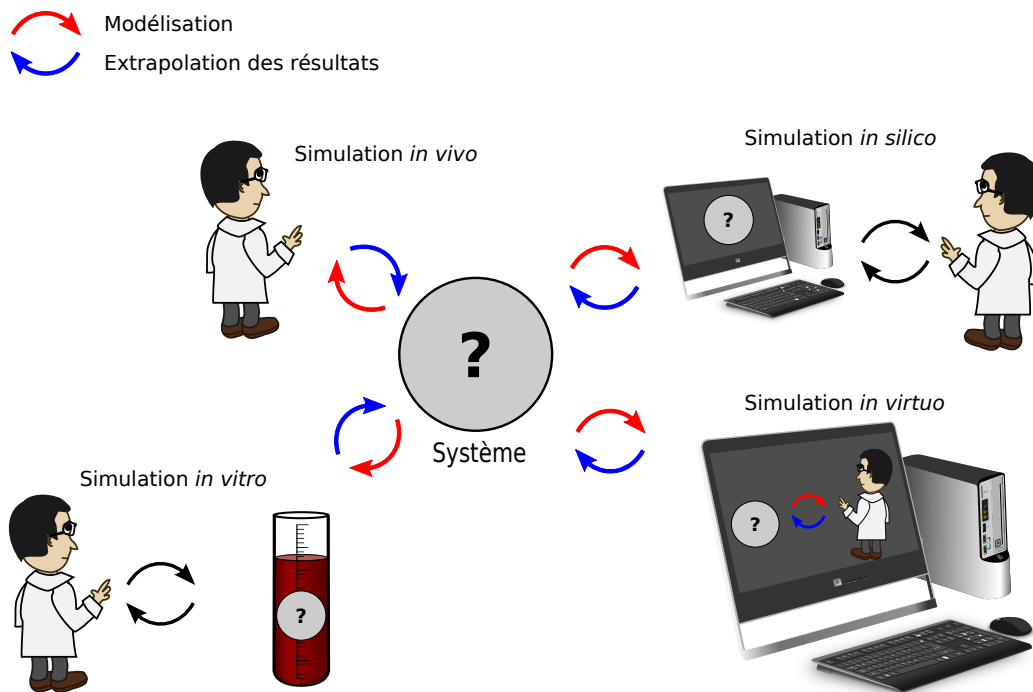 Modélisation
Extrapolation des résultats
Simulation in vivo
Simulation in silico
?
?
Système
Simulation in virtuo
Simulation in vitro
?
?